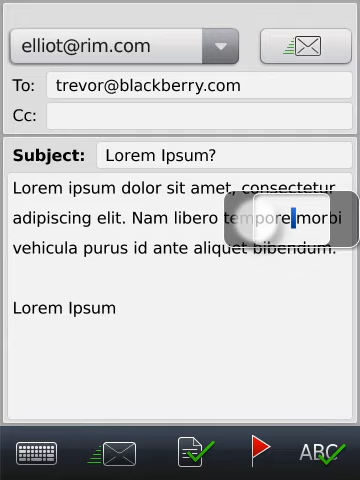 elliot@rim.com
To: trevor@blackberry.com
Cc:
Subject: Lorem Ipsum?
Lorem ipsum dolor sit amet, consectetur
adipiscing elit. Nam libero tempore morbi
vehicula purus id ante aliquet bibendum.
Lorem Ipsum
ABC